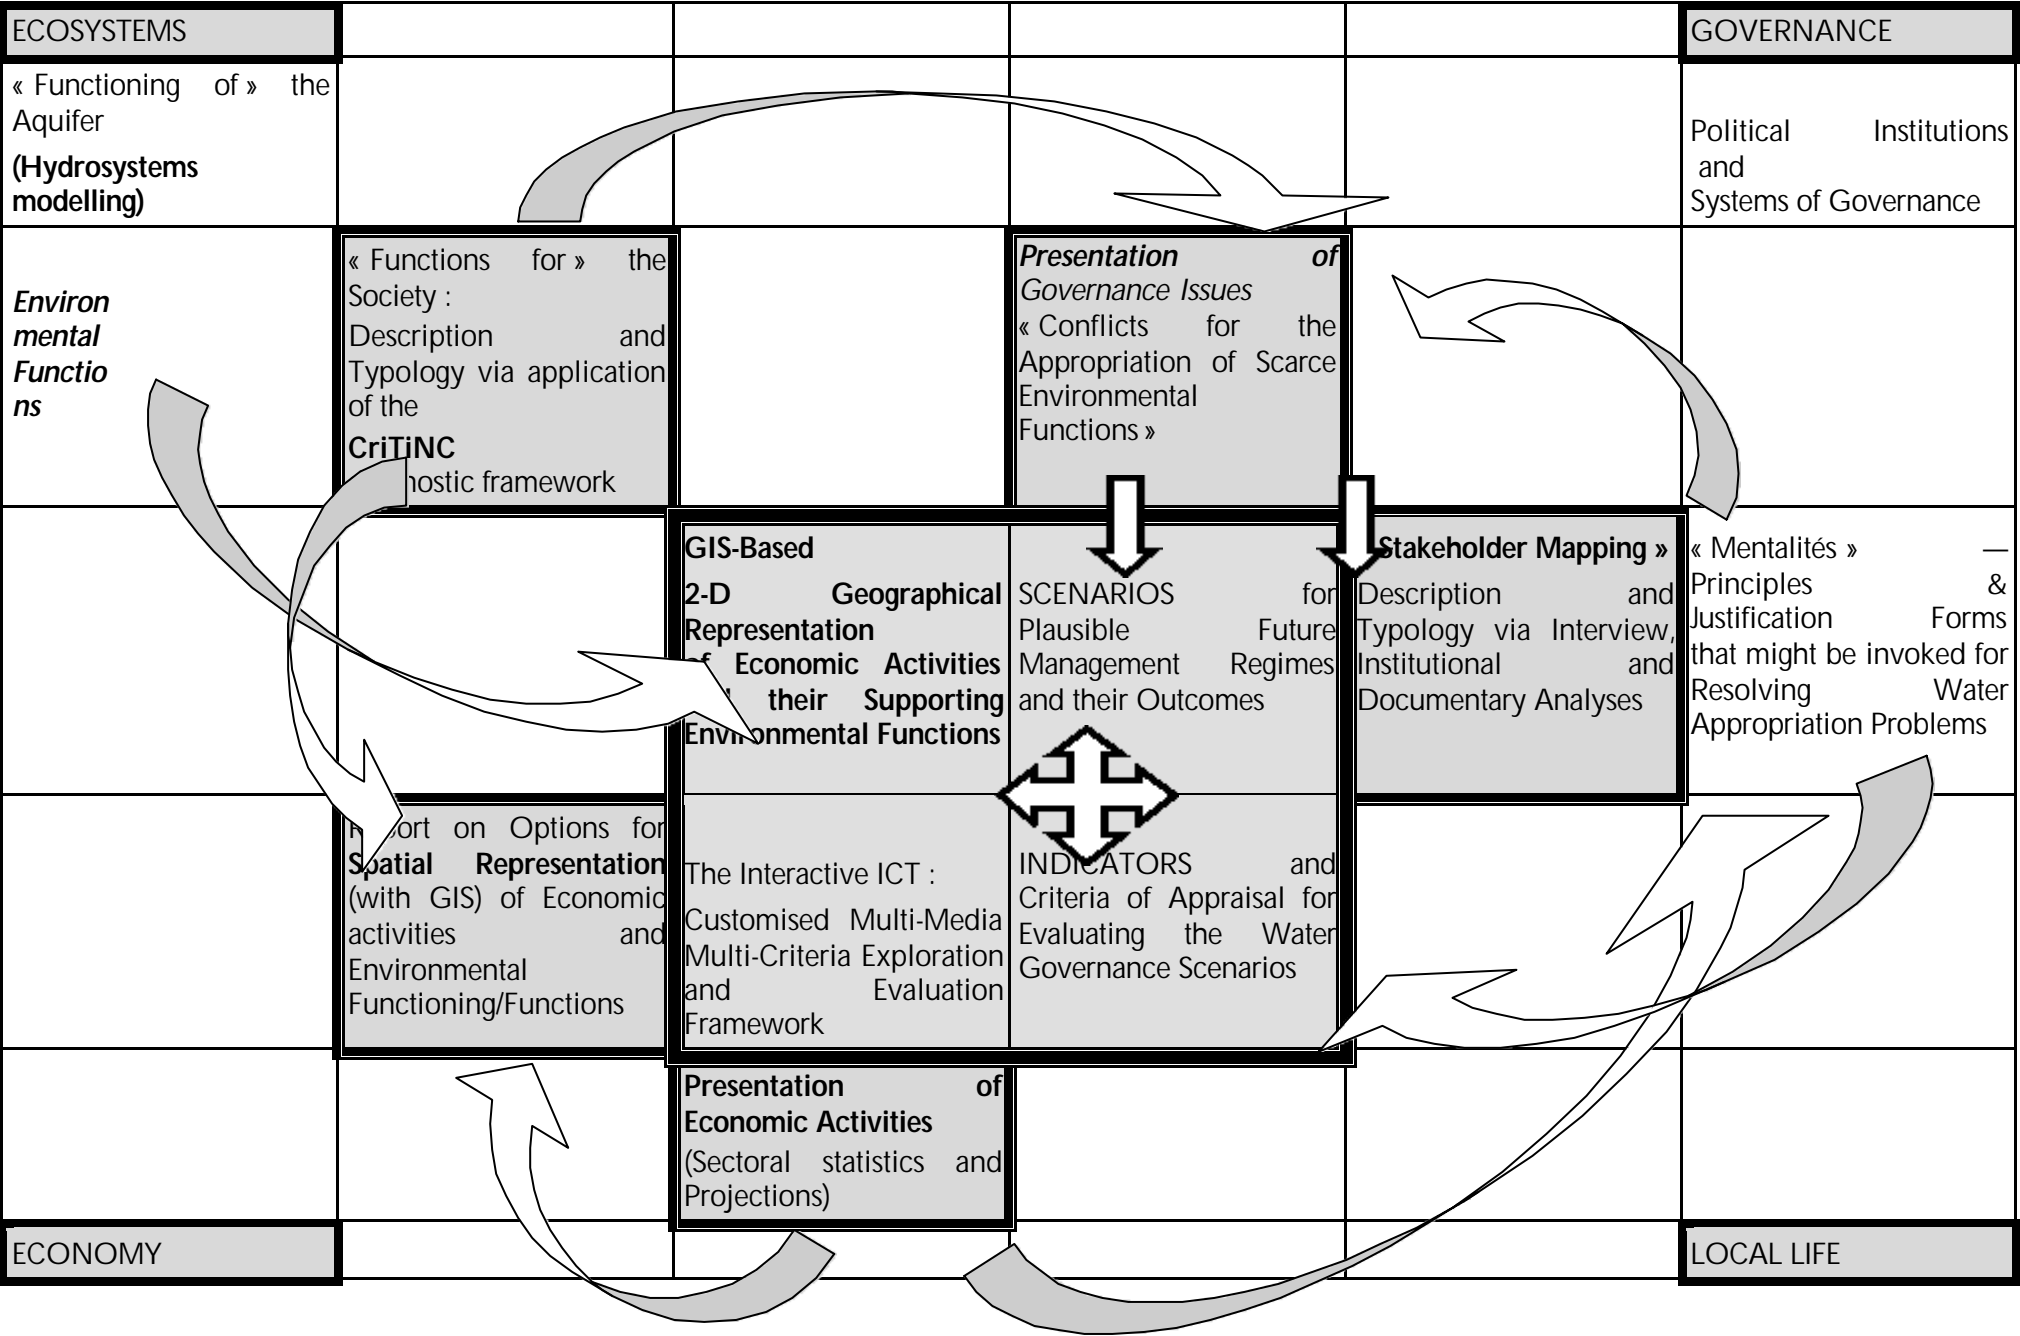 ECOSYSTEMS
GOVERNANCE
« Functioning of » the
Aquifer
(Hydrosystems
modelling)
Political Institutions
and
Systems of Governance
Environ
mental
Functio
ns
« Functions for » the
Society :
Description and
Typology via application
of the
CriTiNC
framework
Presentation of
Governance Issues
« Conflicts for the
Appropriation of Scarce
Environmental
Functions »
GIS-Based
2-D Geographical
Representation
of Economic Activities
their Supporting
Environmental Functions
SCENARIOS for
Plausible Future
Management Regimes
and their Outcomes
Stakeholder Mapping »
Description and
Typology via Interview,
Institutional and
Documentary Analyses
« Mentalités » —
Principles &
Justification Forms
that might be invoked for
Resolving Water
Appropriation Problems
Report on Options for
Spatial Representation
(with GIS) of Economic
activities and
Environmental
Functioning/Functions
The Interactive ICT :
Customised Multi-Media
Multi-Criteria Exploration
and Evaluation
Framework
INDICATORS and
Criteria of Appraisal for
Evaluating the Water
Governance Scenarios
Presentation of
Economic Activities
(Sectoral statistics and
Projections)
ECONOMY
LOCAL LIFE